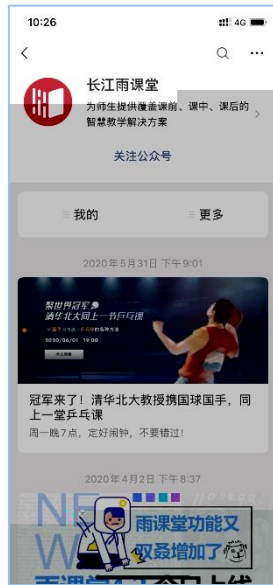 10:26
4G
长江雨课堂
为师生提供覆盖课前、课中、课后的
智慧教学解决方案
关注公众号
我的
更多
2020年5月31日 下午9:01
聚世界冠军
清华北大同上一节乒乓课
2020/06/01 19:00
冠军来了！清华北大教授携国球国手，同
上一堂乒乓课
周一晚7点，定好闹钟，不要错过！
2020年4月2日 下午8:37
NE
W
雨课堂功能又
双叒增加了